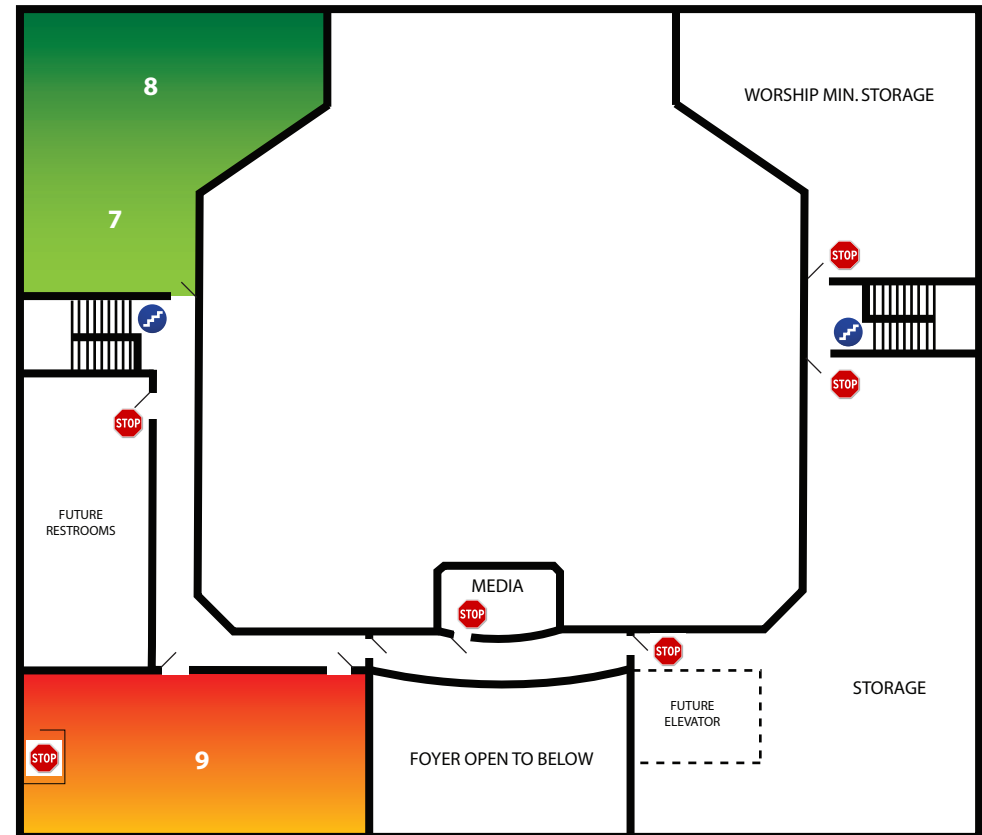 8
WORSHIP MIN. STORAGE
7
STOP
STOP
STOP
FUTURE
RESTROOMS
MEDIA
STOP
STOP
FUTURE
ELEVATOR
STORAGE
STOP
9
FOYER OPEN TO BELOW